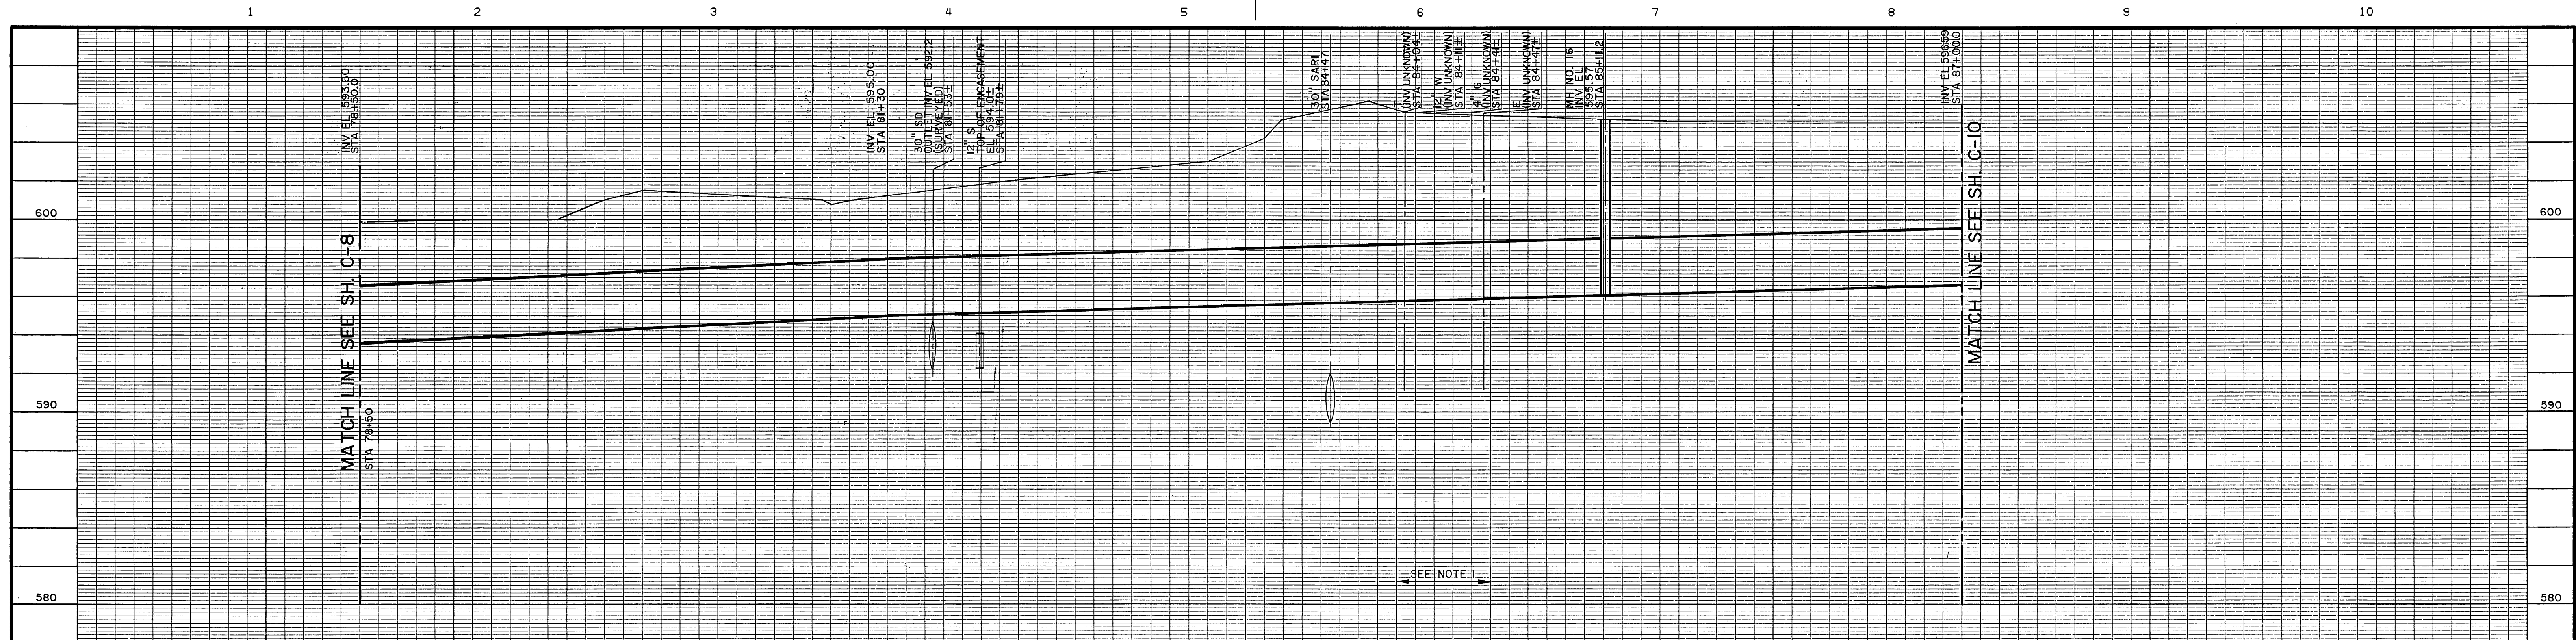 1 2 3 4 5 6 7 8 9 10
INV EL 593.60
STA 78+50.0
INV EL 595.00
STA 81+30
30" SD
OUTLET INV EL 592.2
(SURVEYED)
STA 81+53±
12" S
TOP OF ENCASEMENT
EL 594.0±
STA 81+79±
30" SARI
STA 84+47
T
(INV UNKNOWN)
STA 84+04±
12" W
(INV UNKNOWN)
STA 84+11±
4" G
(INV UNKNOWN)
STA 84+41±
E
(INV UNKNOWN)
STA 84+47±
MH NO. 16
INV EL
595.57
STA 85+11.2
INV EL 596.59
STA 87+00.0
600
600
MATCH LINE SEE SH. C-8
STA 78+50
MATCH LINE SEE SH. C-10
590
590
SEE NOTE 1
580
580